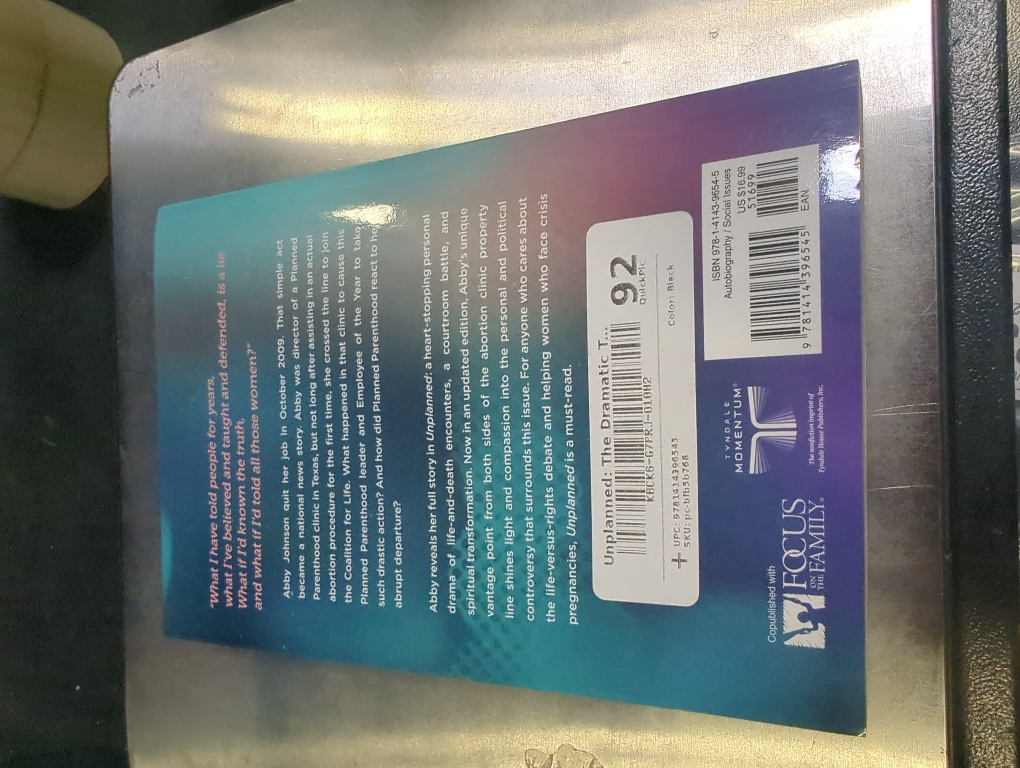 "What I have told people for years,
what I've believed and taught and defended, is a lie.
What if I'd known the truth,
and what if I'd told all those women?"
Abby Johnson quit her job in October 2009. That simple act
became a national news story. Abby was director of a Planned
Parenthood clinic in Texas, but not long after assisting in an actual
abortion procedure for the first time, she crossed the line to join
the Coalition for Life. What happened in that clinic to cause this
Planned Parenthood leader and Employee of the Year to take
such drastic action? And how did Planned Parenthood react to her
abrupt departure?
Abby reveals her full story in Unplanned: a heart-stopping personal
drama of life-and-death encounters, a courtroom battle, and
spiritual transformation. Now in an updated edition, Abby's unique
vantage point from both sides of the abortion clinic property
line shines light and compassion into the personal and political
controversy that surrounds this issue. For anyone who cares about
the life-versus-rights debate and helping women who face crisis
pregnancies, Unplanned is a must-read.
Unplanned: The Dramatic T...
92
QuickPic
+
UPC: 9781414396545
SKU: pc-b1b5b768
Color: Black
Copublished with
FOCUS
ON THE FAMILY®
TYNDALE
MOMENTUM®
The nonfiction imprint of
Tyndale House Publishers, Inc.
ISBN 978-1-4143-9654-5
Autobiography / Social Issues
US $16.99
51699
9 781414 396545
EAN